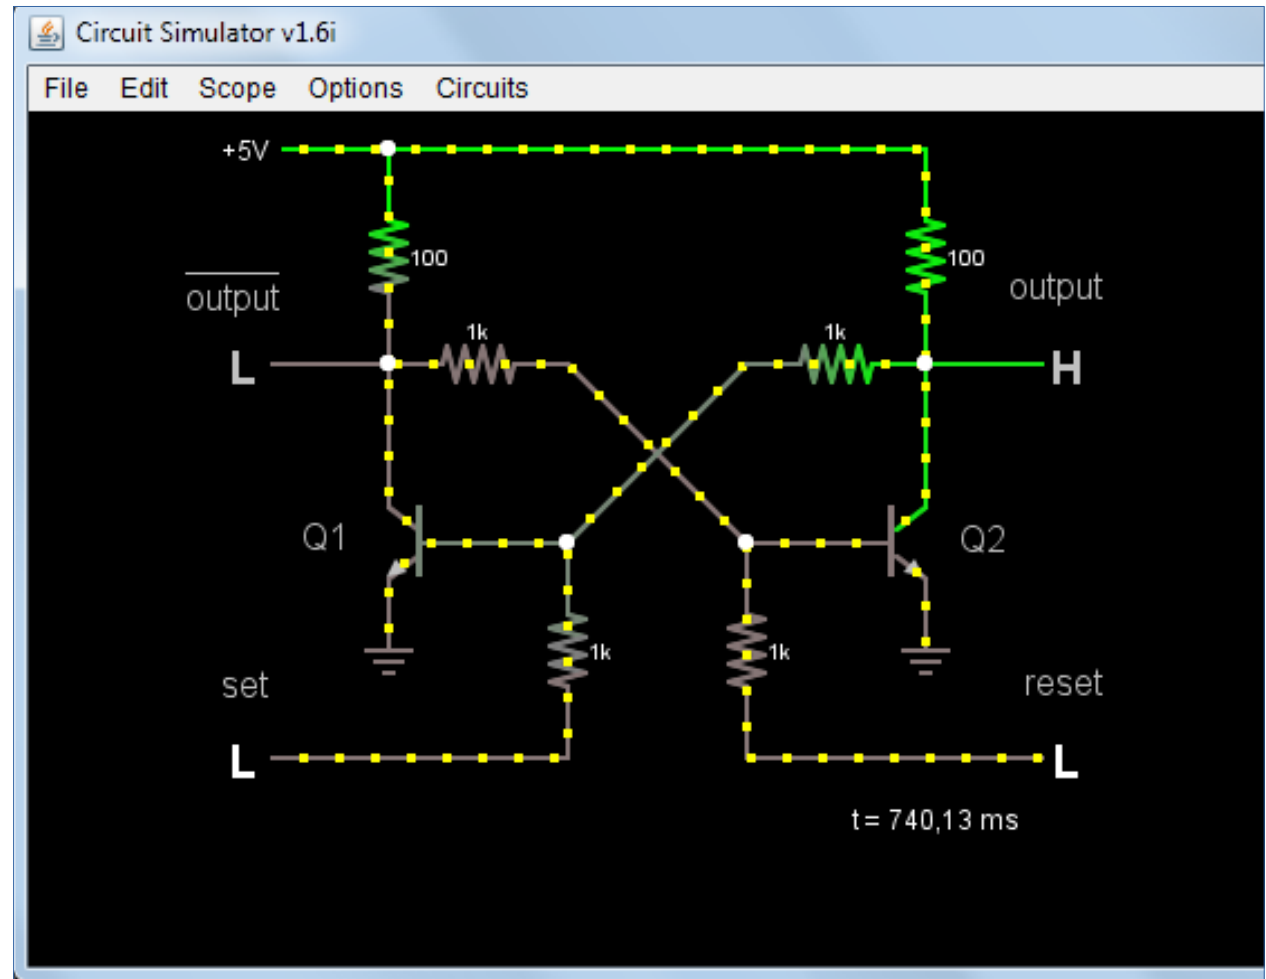 Circuit Simulator v1.6i
File Edit Scope Options Circuits
+5V
100 100
output output
1k 1k
L H
Q1 Q2
1k 1k
set reset
L L
t = 740,13 ms